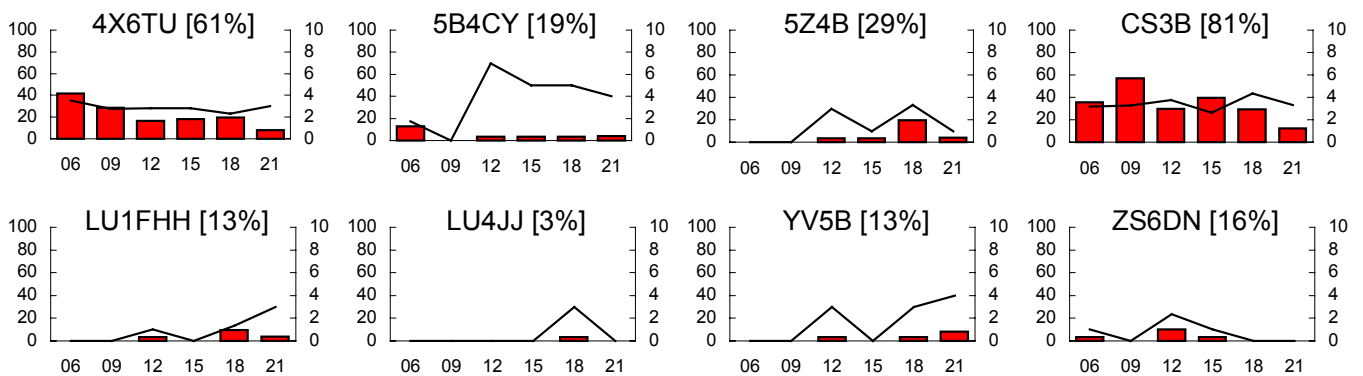 4X6TU [61%] 5B4CY [19%] 5Z4B [29%] CS3B [81%]
100 10 100 10 100 10 100 10
80 8 80 8 80 8 80 8
60 6 60 6 60 6 60 6
40 4 40 4 40 4 40 4
20 2 20 2 20 2 20 2
0 0 0 0 0 0 0 0
06 09 12 15 18 21 06 09 12 15 18 21 06 09 12 15 18 21 06 09 12 15 18 21
LU1FHH [13%] LU4JJ [3%] YV5B [13%] ZS6DN [16%]
100 10 100 10 100 10 100 10
80 8 80 8 80 8 80 8
60 6 60 6 60 6 60 6
40 4 40 4 40 4 40 4
20 2 20 2 20 2 20 2
0 0 0 0 0 0 0 0
06 09 12 15 18 21 06 09 12 15 18 21 06 09 12 15 18 21 06 09 12 15 18 21